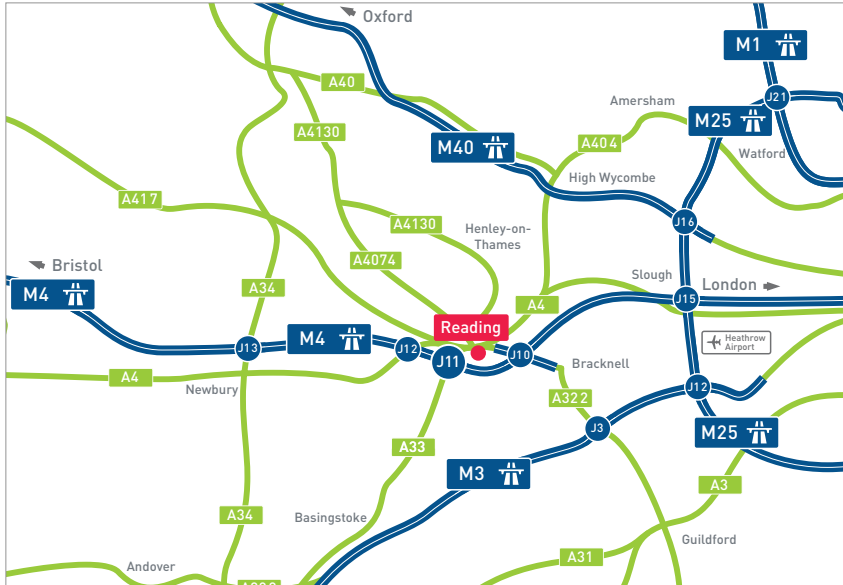 Oxford
M1
A40
J21
Amersham
M25
A4130
A404
Watford
M40
High Wycombe
A417
A4130
Henley-on-
Thames
J16
A4074
Bristol
Slough
London
M4
A34
A4
J15
Reading
M4
Heathrow
Airport
J13
J12
J11
J10
Bracknell
A4
Newbury
J12
A322
J3
M25
A33
M3
A3
A34
Basingstoke
Guildford
A31
Andover